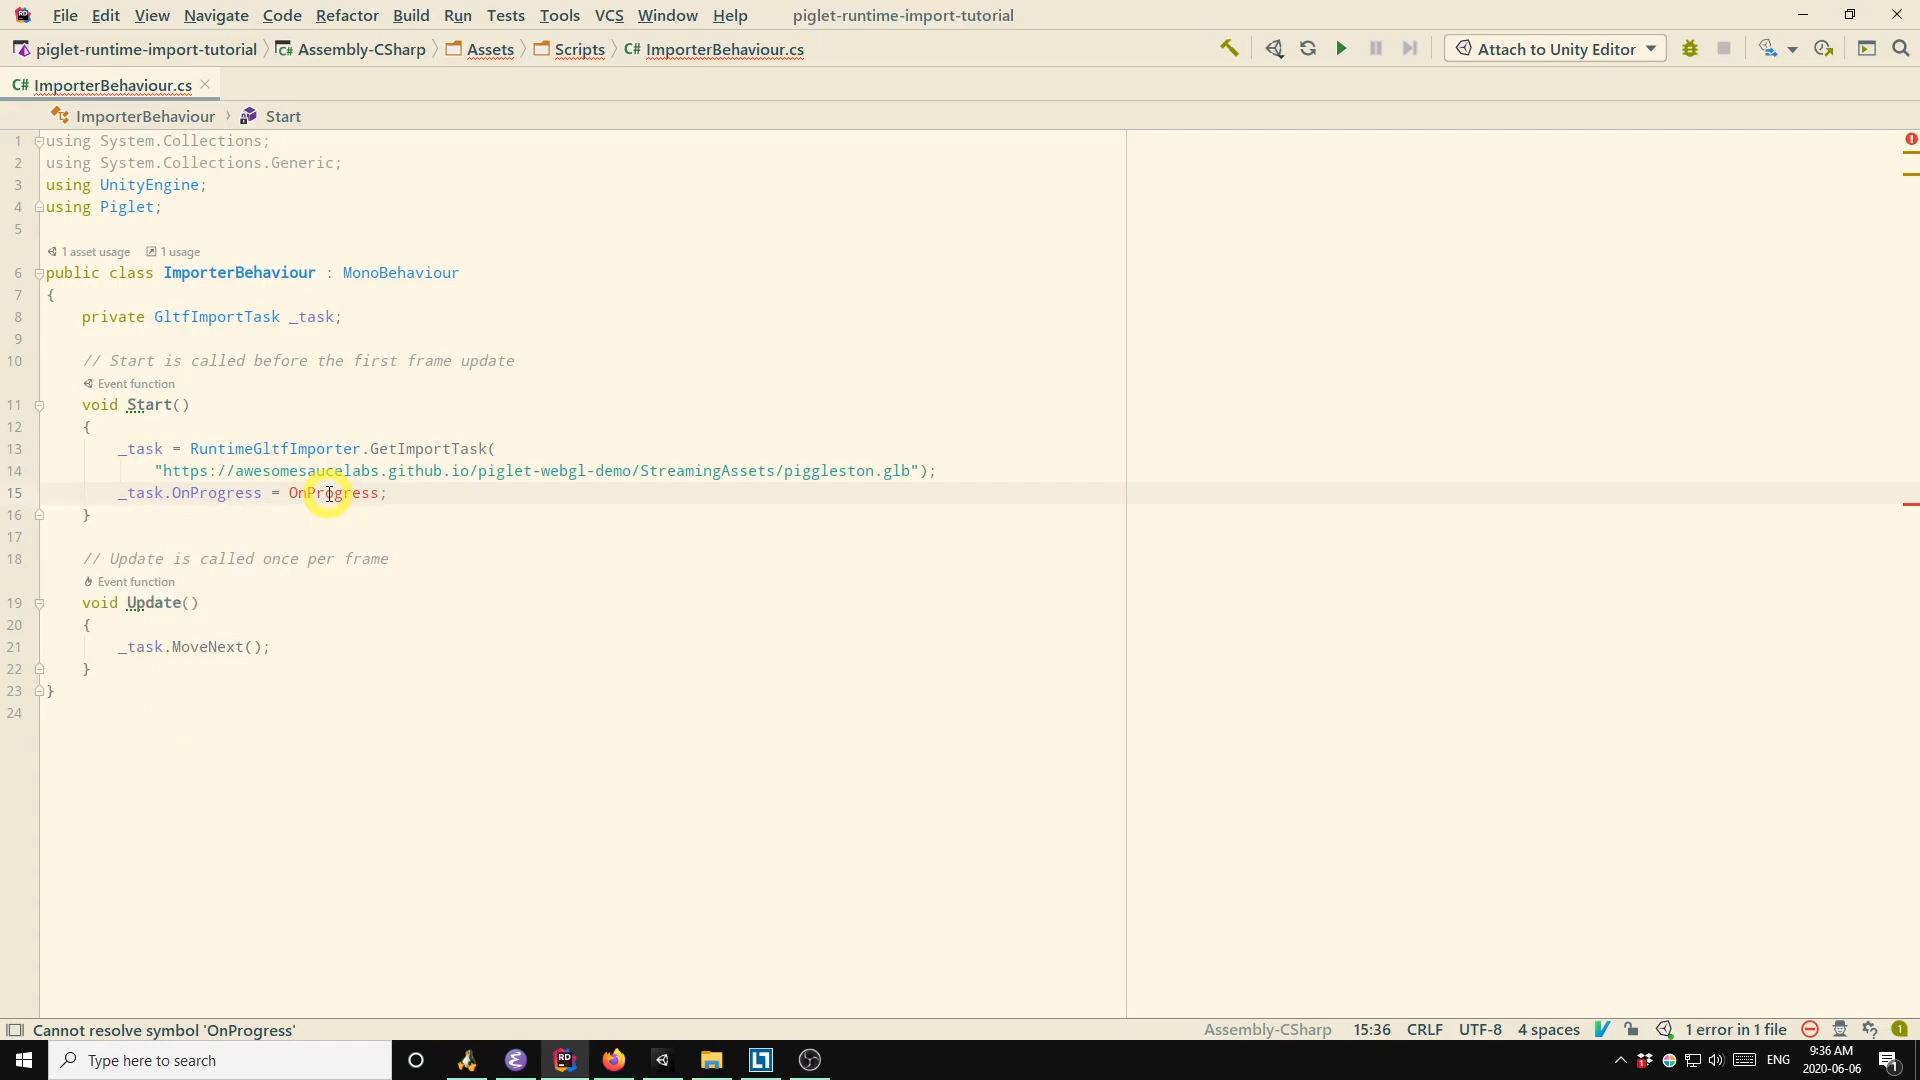 File Edit View Navigate Code Refactor Build Run Tests Tools VCS Window Help piglet-runtime-import-tutorial
piglet-runtime-import-tutorial Assembly-CSharp Assets Scripts C# ImporterBehaviour.cs Attach to Unity Editor
C# ImporterBehaviour.cs
ImporterBehaviour Start
1 using System.Collections;
2 using System.Collections.Generic;
3 using UnityEngine;
4 using Piglet;
5
1 asset usage 1 usage
6 public class ImporterBehaviour : MonoBehaviour
7 {
8 private GltfImportTask _task;
9
10 // Start is called before the first frame update
Event function
11 void Start()
12 {
13 _task = RuntimeGltfImporter.GetImportTask(
14 "https://awesomesaucelabs.github.io/piglet-webgl-demo/StreamingAssets/piggleston.glb");
15 _task.OnProgress = OnProgress;
16 }
17
18 // Update is called once per frame
Event function
19 void Update()
20 {
21 _task.MoveNext();
22 }
23 }
24
Cannot resolve symbol 'OnProgress' Assembly-CSharp 15:36 CRLF UTF-8 4 spaces 1 error in 1 file 1
Type here to search RD ENG 9:36 AM
2020-06-06 1